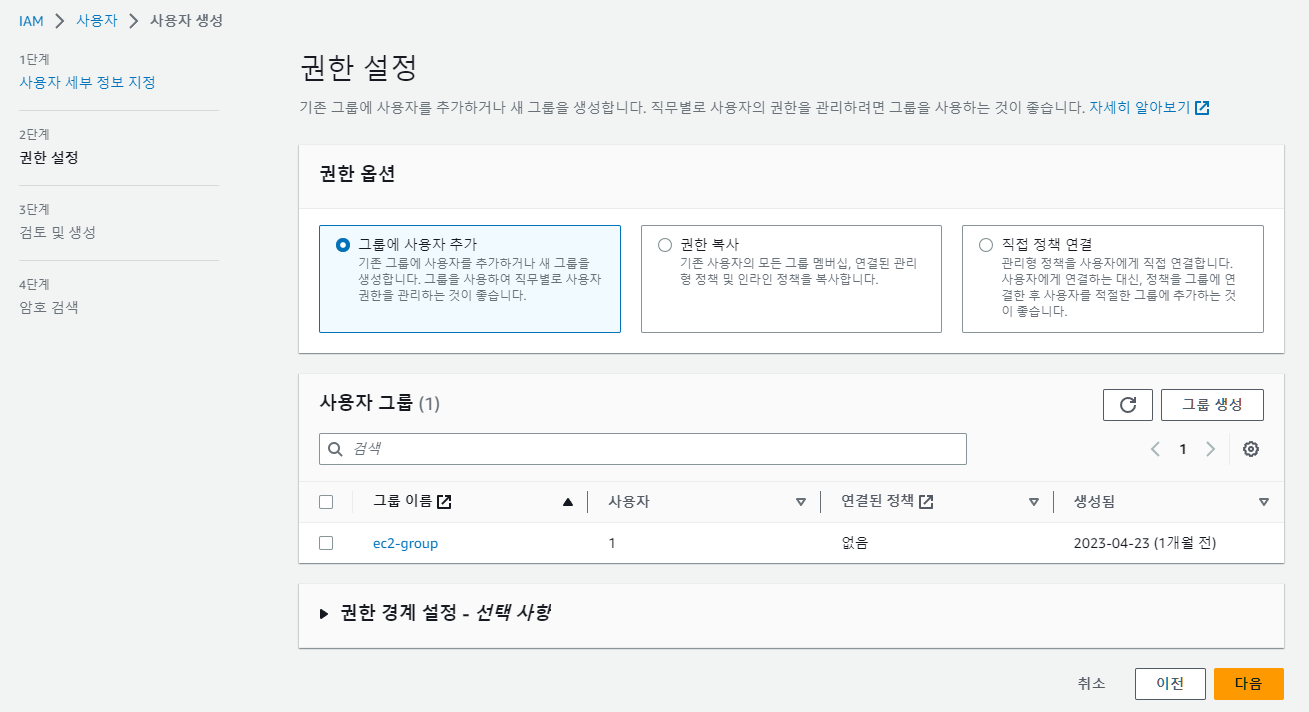 IAM > 사용자 > 사용자 생성
1단계
사용자 세부 정보 지정
2단계
권한 설정
3단계
검토 및 생성
4단계
암호 검색
권한 설정
기존 그룹에 사용자를 추가하거나 새 그룹을 생성합니다. 직무별로 사용자의 권한을 관리하려면 그룹을 사용하는 것이 좋습니다. 자세히 알아보기
권한 옵션
그룹에 사용자 추가
기존 그룹에 사용자를 추가하거나 새 그룹을
생성합니다. 그룹을 사용하여 직무별로 사용자
권한을 관리하는 것이 좋습니다.
권한 복사
기존 사용자의 모든 그룹 멤버십, 연결된 관리
형 정책 및 인라인 정책을 복사합니다.
직접 정책 연결
관리형 정책을 사용자에게 직접 연결합니다.
사용자에게 연결하는 대신, 정책을 그룹에 연
결한 후 사용자를 적절한 그룹에 추가하는 것
이 좋습니다.
사용자 그룹 (1)
그룹 생성
검색
1
그룹 이름 사용자 연결된 정책 생성됨
ec2-group 1 없음 2023-04-23 (1개월 전)
권한 경계 설정 - 선택 사항
취소 이전 다음